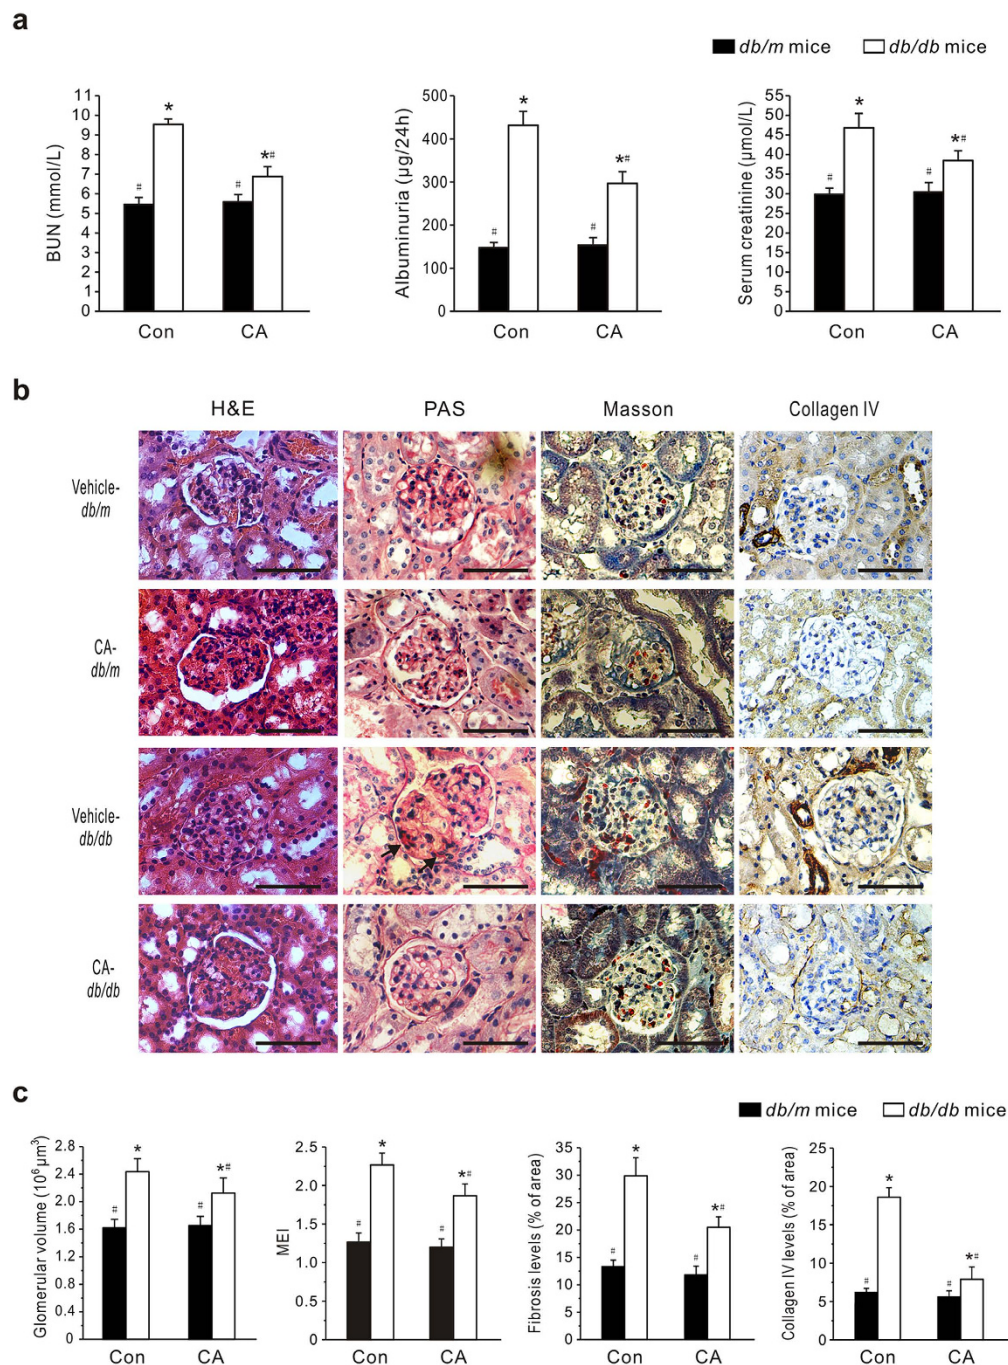 a
db/m mice db/db mice
BUN (mmol/L)
11
10
9
8
7
6
5
4
3
2
1
0
* *# # #
Con CA
Albuminuria (µg/24h)
500
400
300
200
100
0
* *# # #
Con CA
Serum creatinine (µmol/L)
55
50
45
40
35
30
25
20
15
10
5
0
* *# # #
Con CA
b
H&E PAS Masson Collagen IV
Vehicle-
db/m
CA-
db/m
Vehicle-
db/db
CA-
db/db
c
db/m mice db/db mice
Glomerular volume (10⁶ µm³)
2.8
2.4
2.0
1.6
1.2
0.8
0.4
0
* *# # #
Con CA
MEI
2.5
2.0
1.5
1.0
0.5
0.0
* *# # #
Con CA
Fibrosis levels (% of area)
35
30
25
20
15
10
5
0
* *# # #
Con CA
Collagen IV levels (% of area)
25
20
15
10
5
0
* *# # #
Con CA